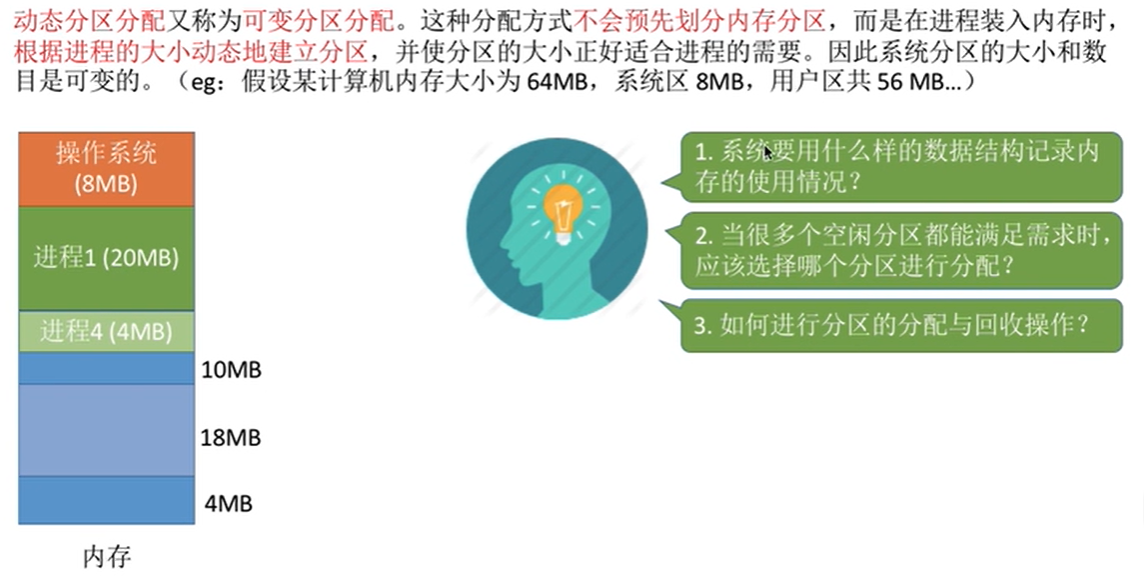 动态分区分配又称为可变分区分配。这种分配方式不会预先划分内存分区，而是在进程装入内存时，
根据进程的大小动态地建立分区，并使分区的大小正好适合进程的需要。因此系统分区的大小和数
目是可变的。（eg：假设某计算机内存大小为 64MB，系统区 8MB，用户区共 56 MB…）
操作系统
(8MB)
进程1 (20MB)
进程4 (4MB)
10MB
18MB
4MB
内存
1. 系统要用什么样的数据结构记录内
存的使用情况？
2. 当很多个空闲分区都能满足需求时，
应该选择哪个分区进行分配？
3. 如何进行分区的分配与回收操作？